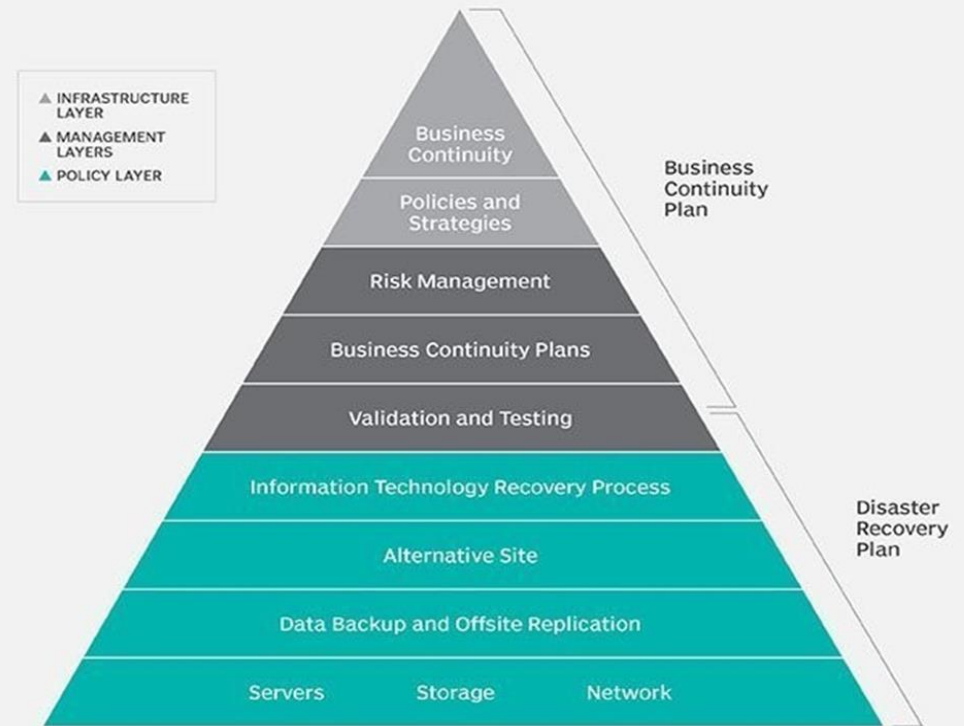 INFRASTRUCTURE
LAYER
MANAGEMENT
LAYERS
POLICY LAYER
Business
Continuity
Policies and
Strategies
Risk Management
Business Continuity Plans
Validation and Testing
Information Technology Recovery Process
Alternative Site
Data Backup and Offsite Replication
Servers Storage Network
Business
Continuity
Plan
Disaster
Recovery
Plan